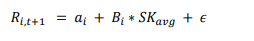 R_{i,t+1} = a_i + B_i * SK_{avg} + ϵ